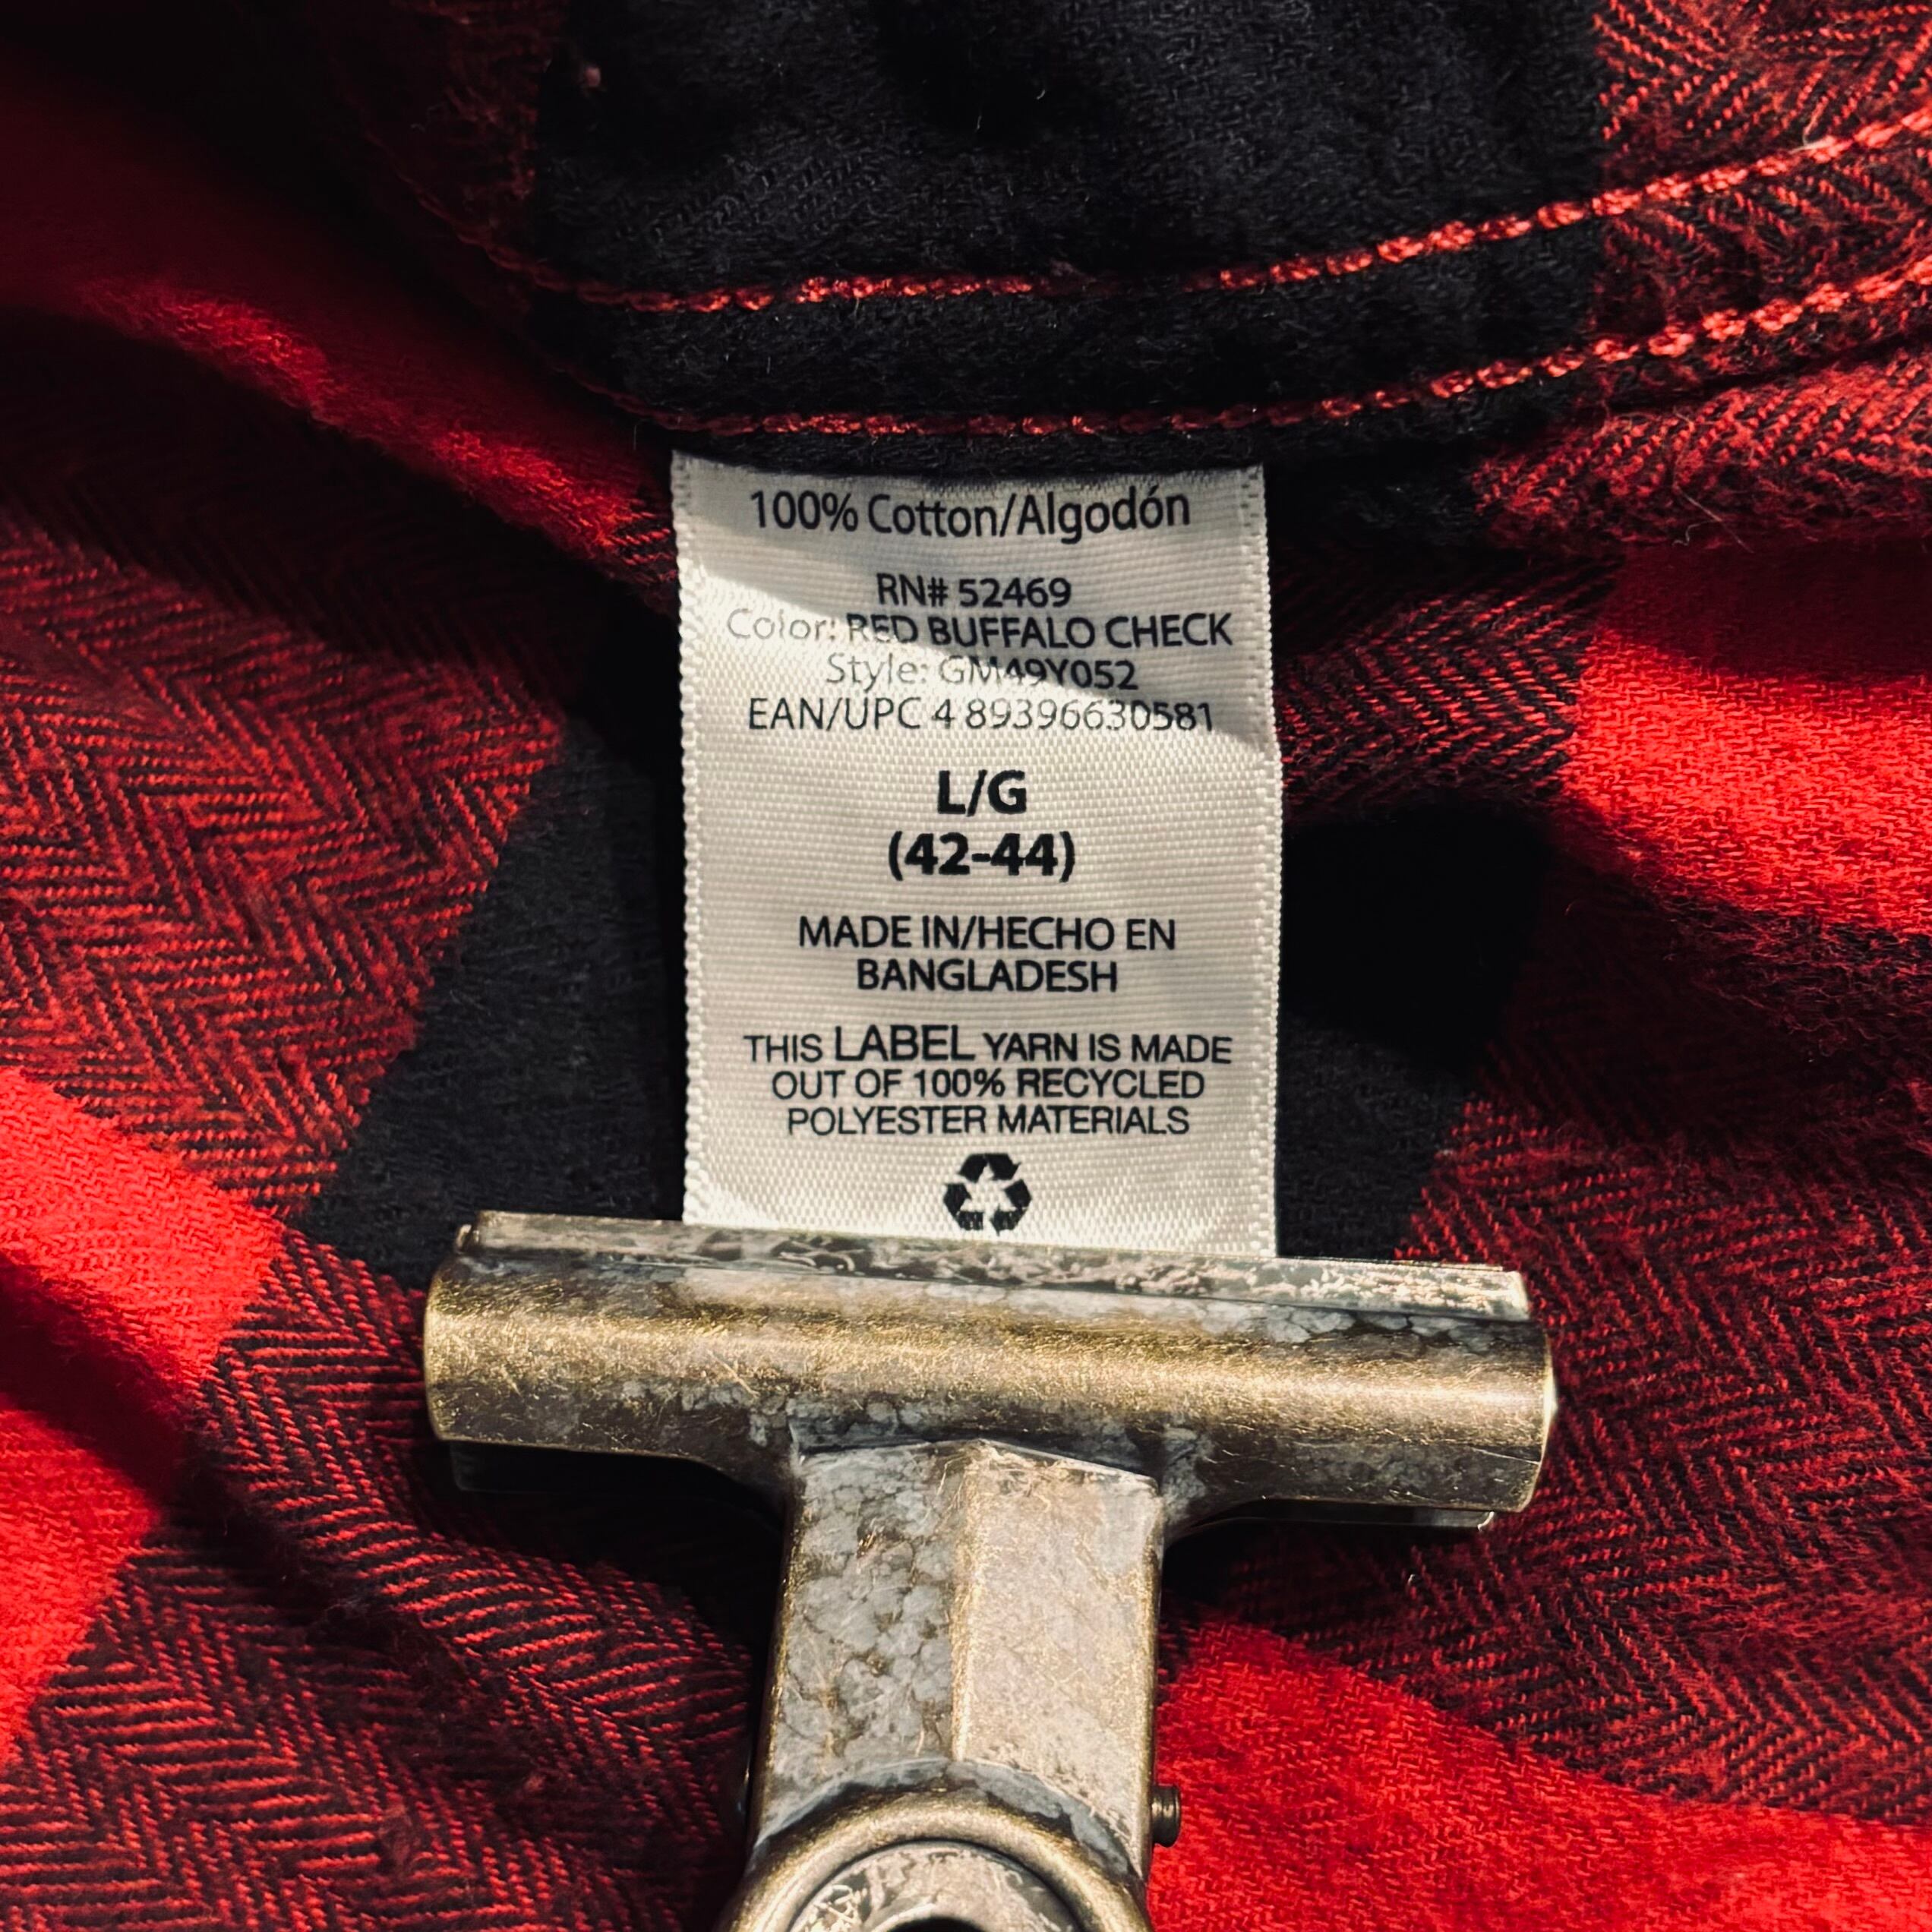 100% Cotton/Algodón
RN# 52469
Color: RED BUFFALO CHECK
Style: GM49Y052
EAN/UPC 4 89396630581
L/G
(42-44)
MADE IN/HECHO EN
BANGLADESH
THIS LABEL YARN IS MADE
OUT OF 100% RECYCLED
POLYESTER MATERIALS